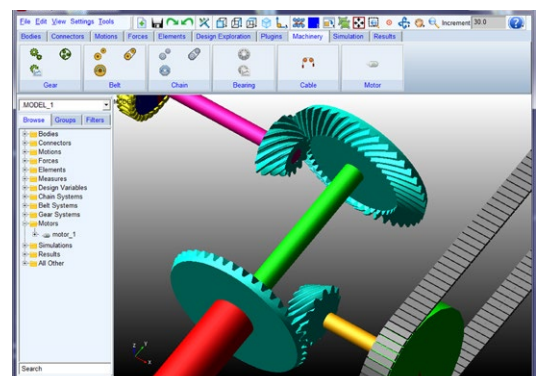 File Edit View Settings Tools Increment 30.0
Bodies Connectors Motions Forces Elements Design Exploration Plugins Machinery Simulation Results
Gear Belt Chain Bearing Cable Motor
MODEL_1
Browse Groups Filters
Bodies
Connectors
Motions
Forces
Elements
Measures
Design Variables
Chain Systems
Belt Systems
Gear Systems
Motors
motor_1
Simulations
Results
All Other
Search
z y
x